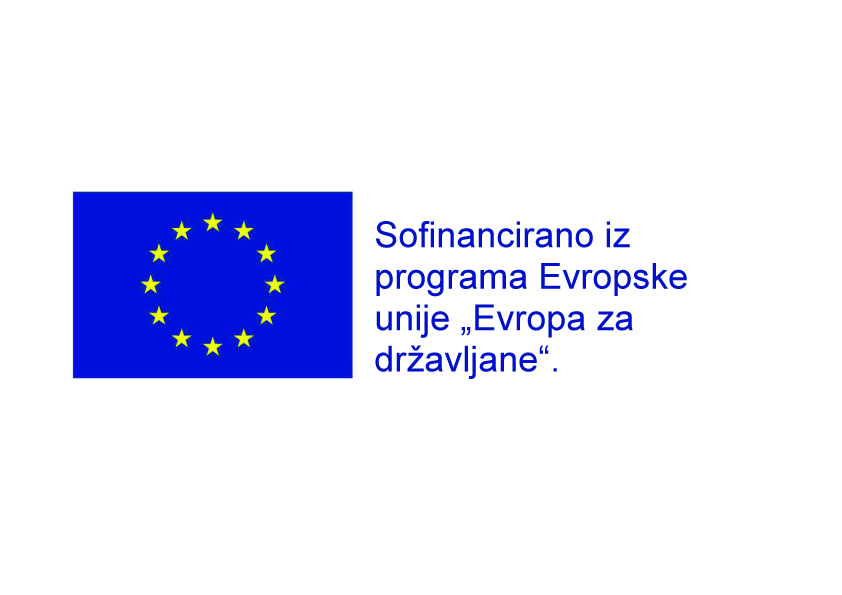 Sofinancirano iz
programa Evropske
unije „Evropa za
državljane“.